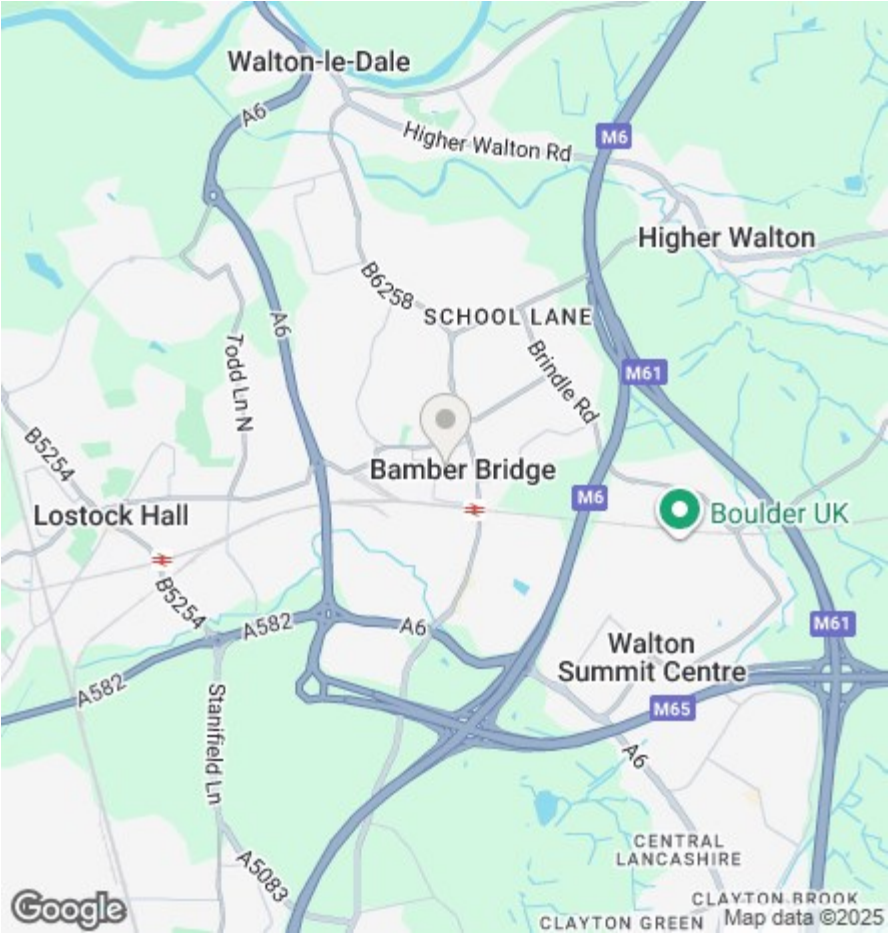 Walton-le-Dale
A6
Higher Walton Rd
M6
Higher Walton
B6258
SCHOOL LANE
A6
Todd Ln N
Brindle Rd
M61
B5254
Bamber Bridge
M6
Boulder UK
Lostock Hall
B5254
A582
A6
M61
Walton
Summit Centre
A582
Stanifield Ln
M65
A6
CENTRAL
LANCASHIRE
A5083
CLAYTON BROOK
Google
CLAYTON GREEN
Map data ©2025